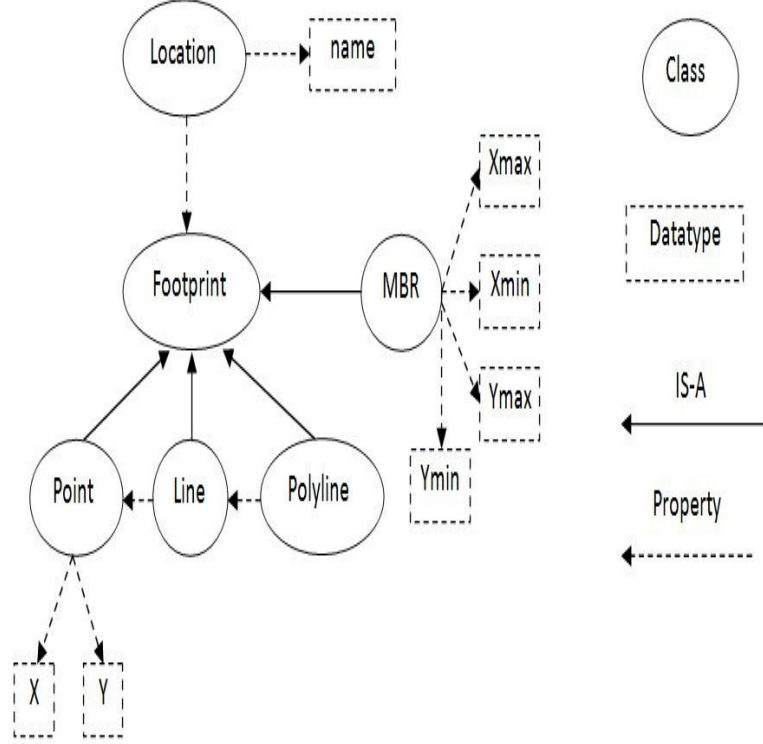 Location
name
Class
Xmax
Datatype
Footprint
MBR
Xmin
Ymax
IS-A
Point
Line
Polyline
Ymin
Property
X
Y